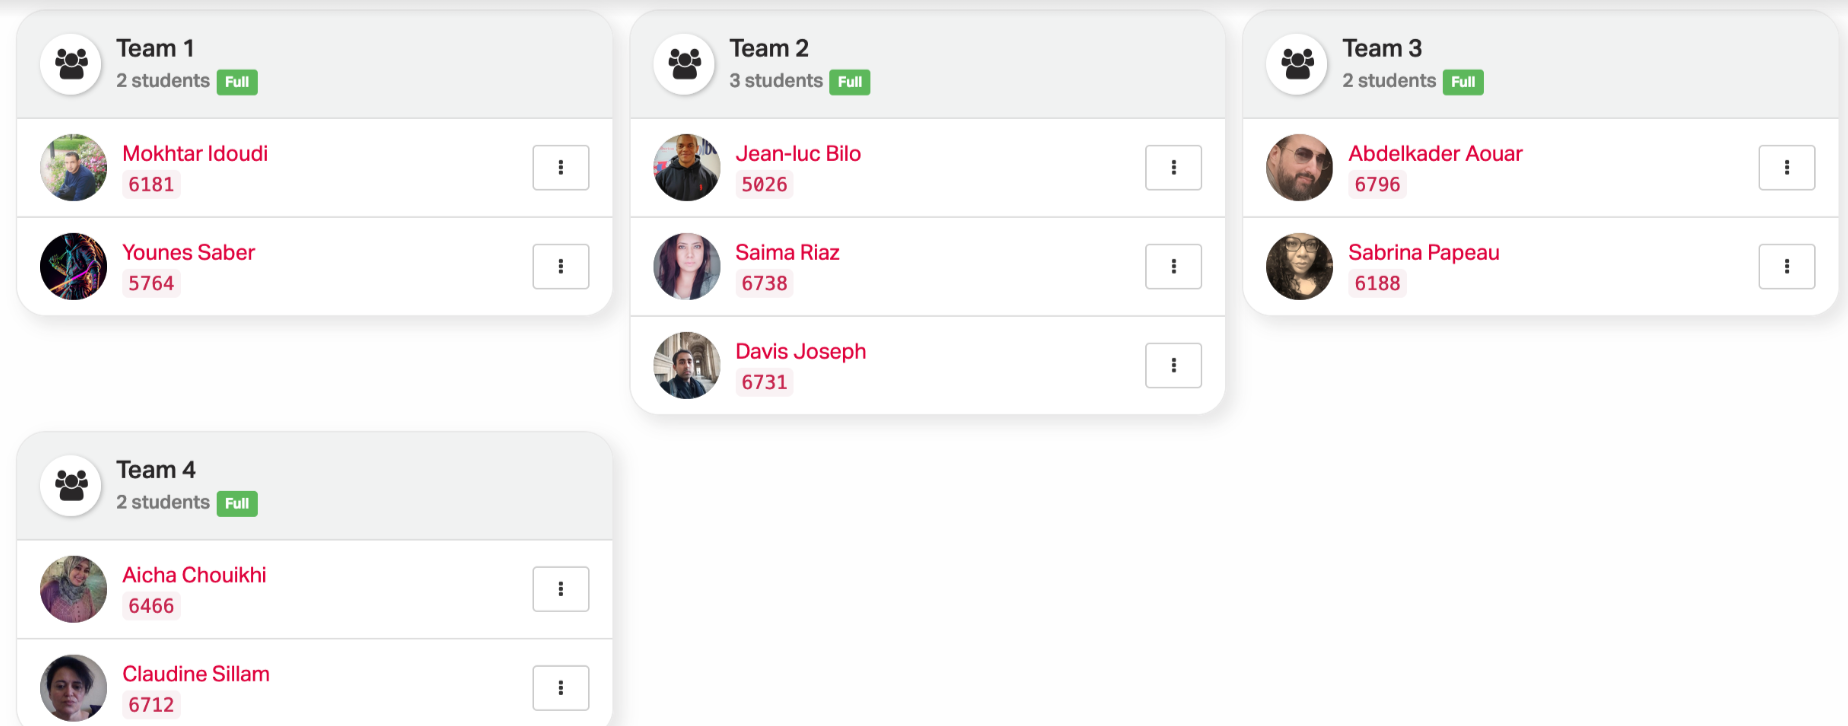 Team 1
2 students Full
Mokhtar Idoudi
6181
Younes Saber
5764
Team 2
3 students Full
Jean-luc Bilo
5026
Saima Riaz
6738
Davis Joseph
6731
Team 3
2 students Full
Abdelkader Aouar
6796
Sabrina Papeau
6188
Team 4
2 students Full
Aicha Chouikhi
6466
Claudine Sillam
6712